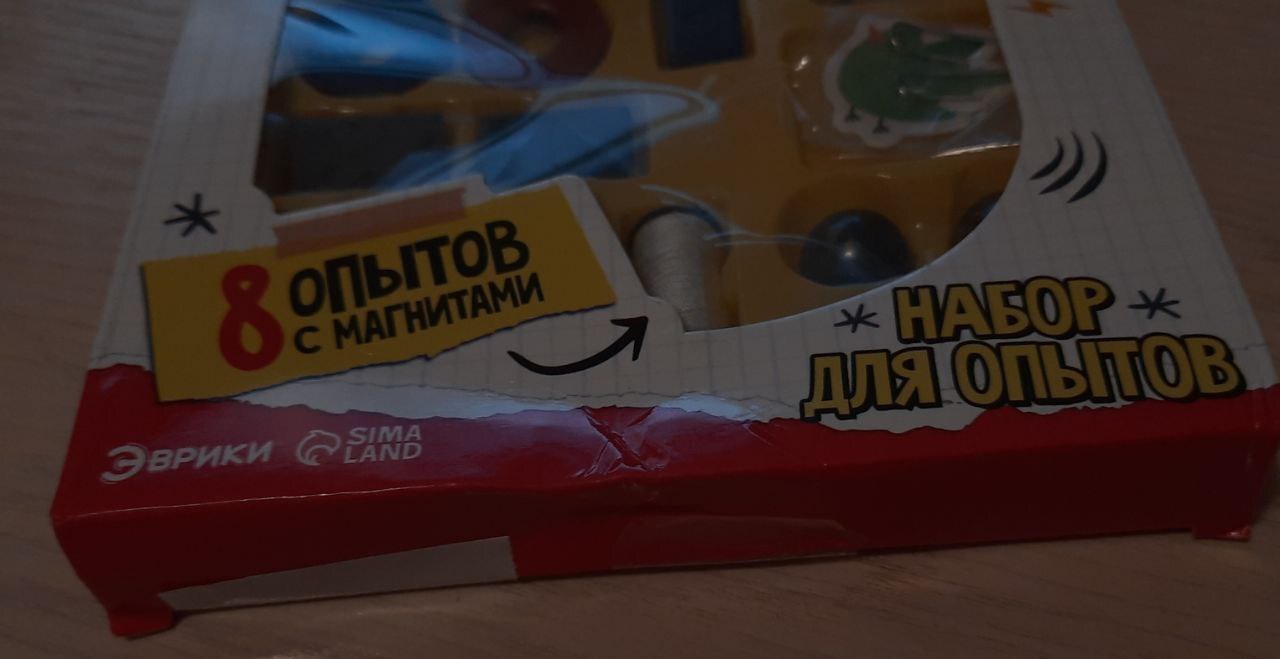 8 ОПЫТОВ
С МАГНИТАМИ
НАБОР
ДЛЯ ОПЫТОВ
ЭВРИКИ
SIMA
LAND